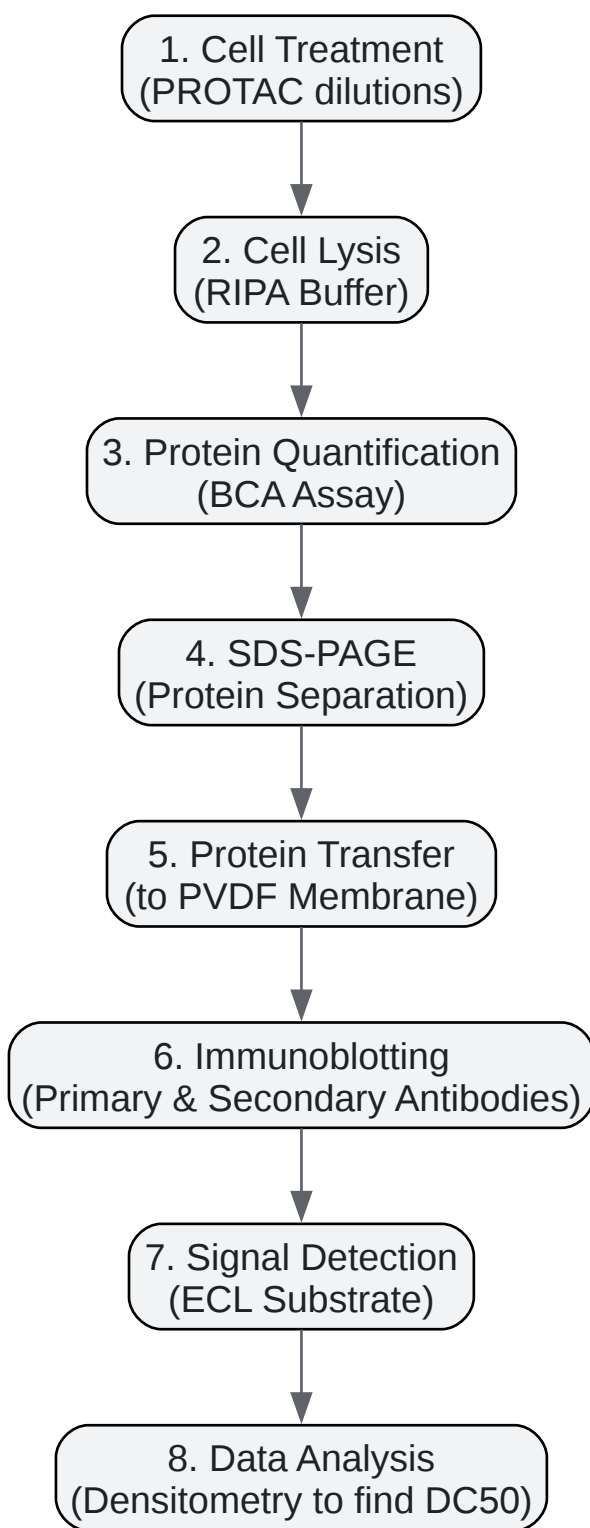 1. Cell Treatment
(PROTAC dilutions)
2. Cell Lysis
(RIPA Buffer)
3. Protein Quantification
(BCA Assay)
4. SDS-PAGE
(Protein Separation)
5. Protein Transfer
(to PVDF Membrane)
6. Immunoblotting
(Primary & Secondary Antibodies)
7. Signal Detection
(ECL Substrate)
8. Data Analysis
(Densitometry to find DC50)